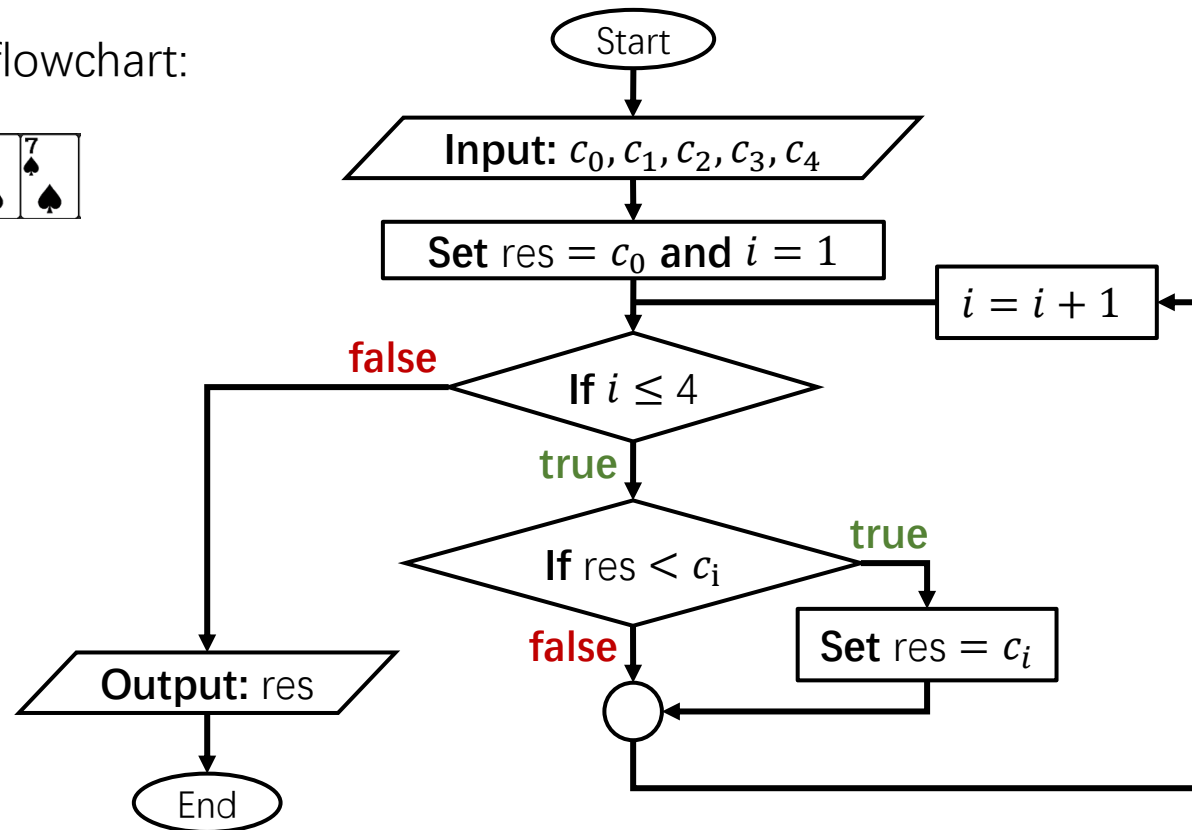 Start
flowchart:
7
Input: c₀, c₁, c₂, c₃, c₄
Set res = c₀ and i = 1
i = i + 1
false
If i ≤ 4
true
true
If res < cᵢ
false
Set res = cᵢ
Output: res
End